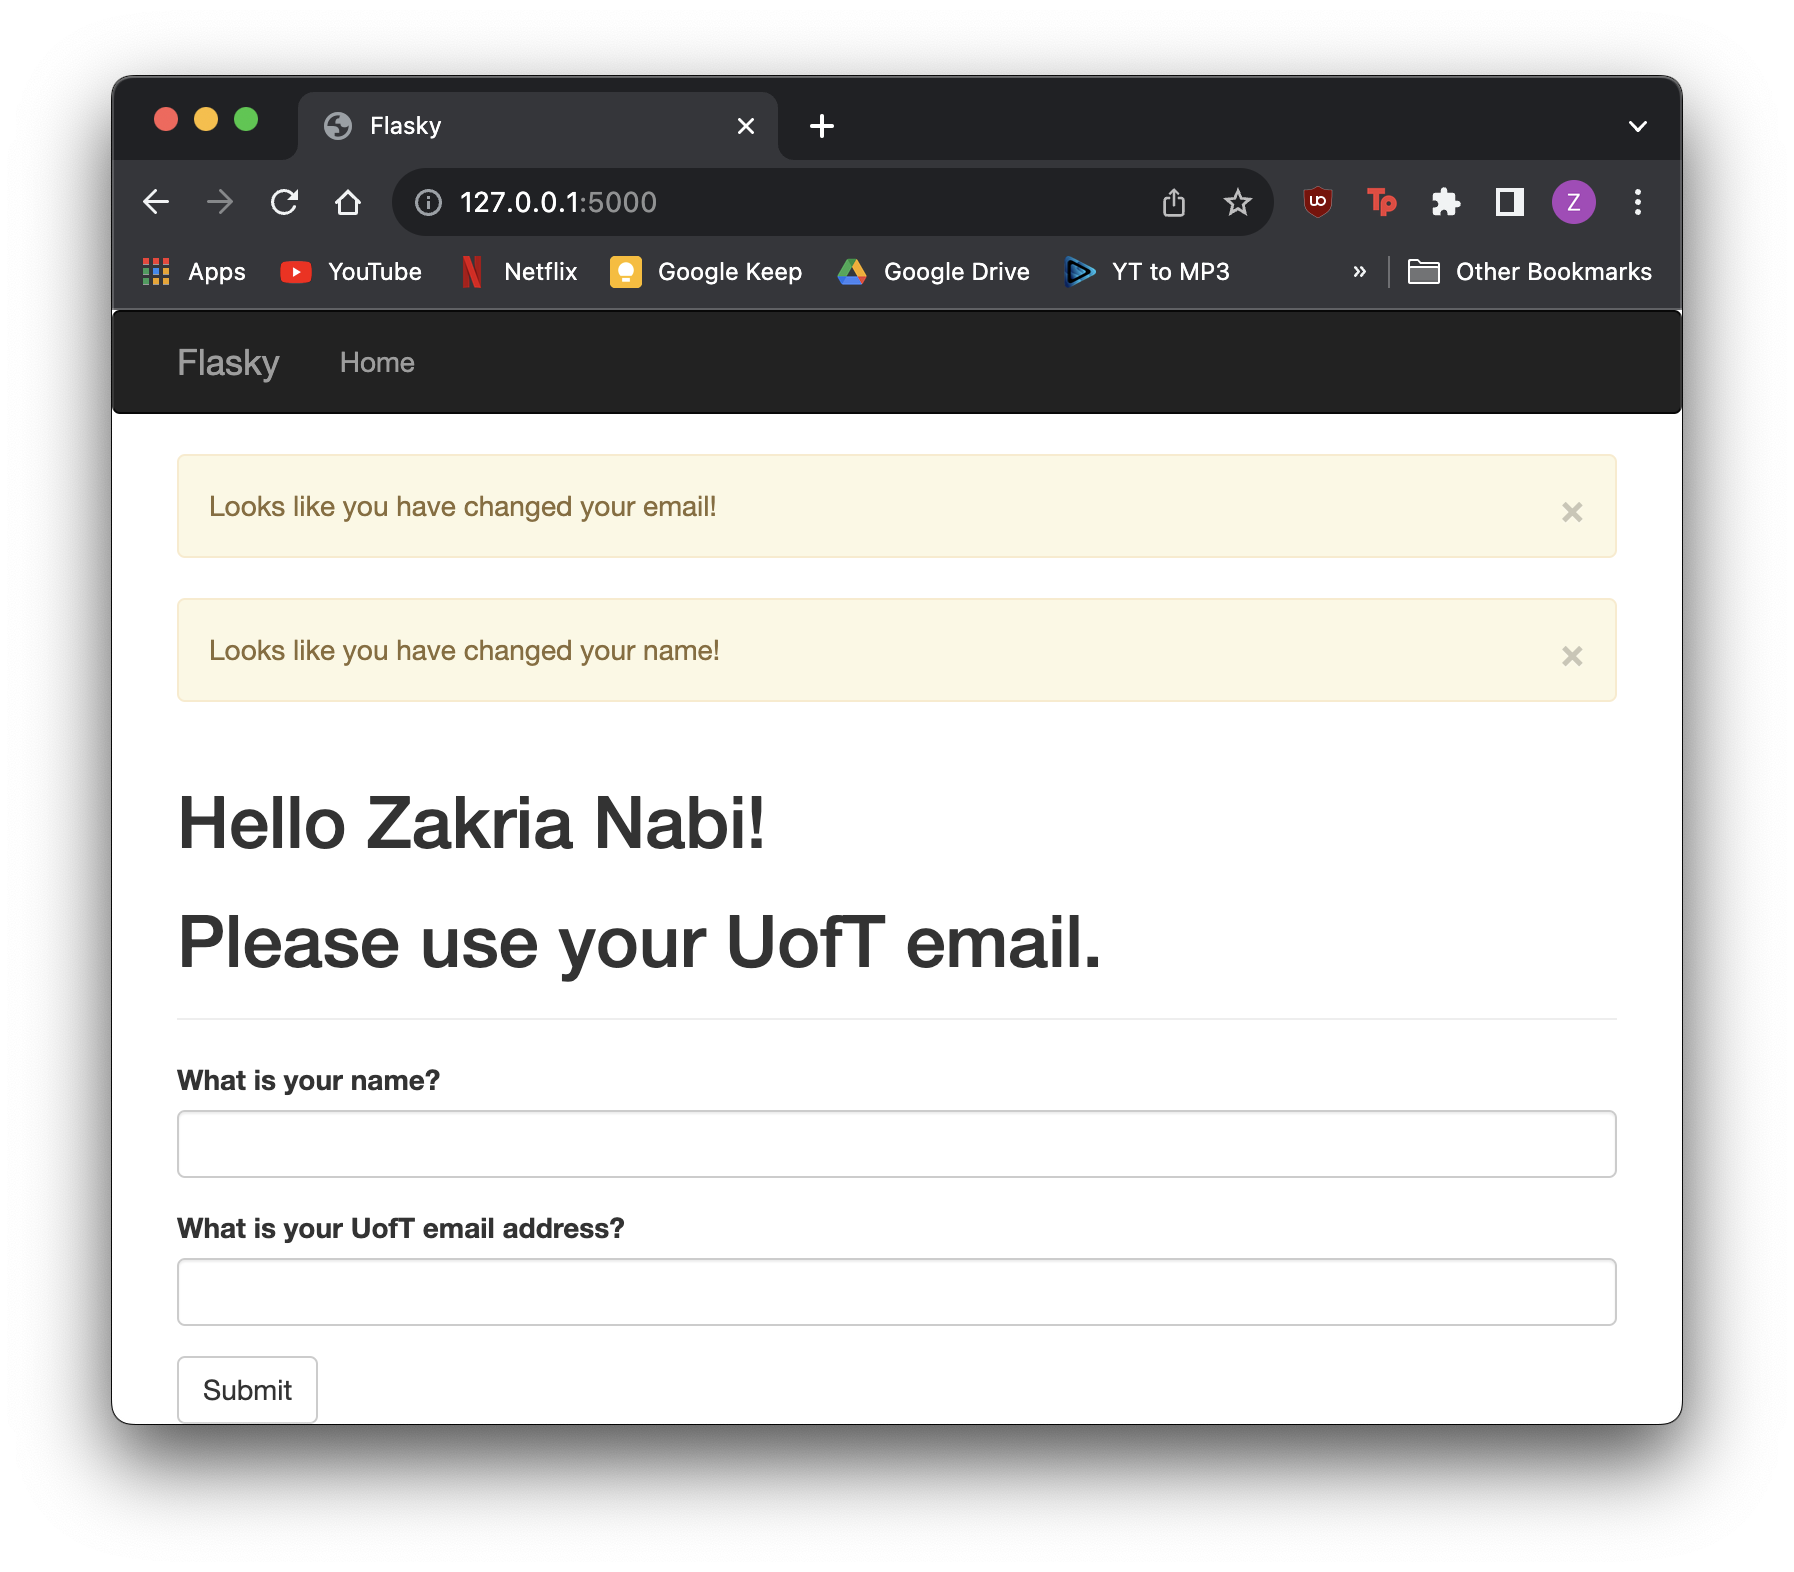 Flasky
127.0.0.1:5000
Z
Apps YouTube Netflix Google Keep Google Drive YT to MP3 » Other Bookmarks
Flasky Home
Looks like you have changed your email! ×
Looks like you have changed your name! ×
Hello Zakria Nabi!
Please use your UofT email.
What is your name?
What is your UofT email address?
Submit